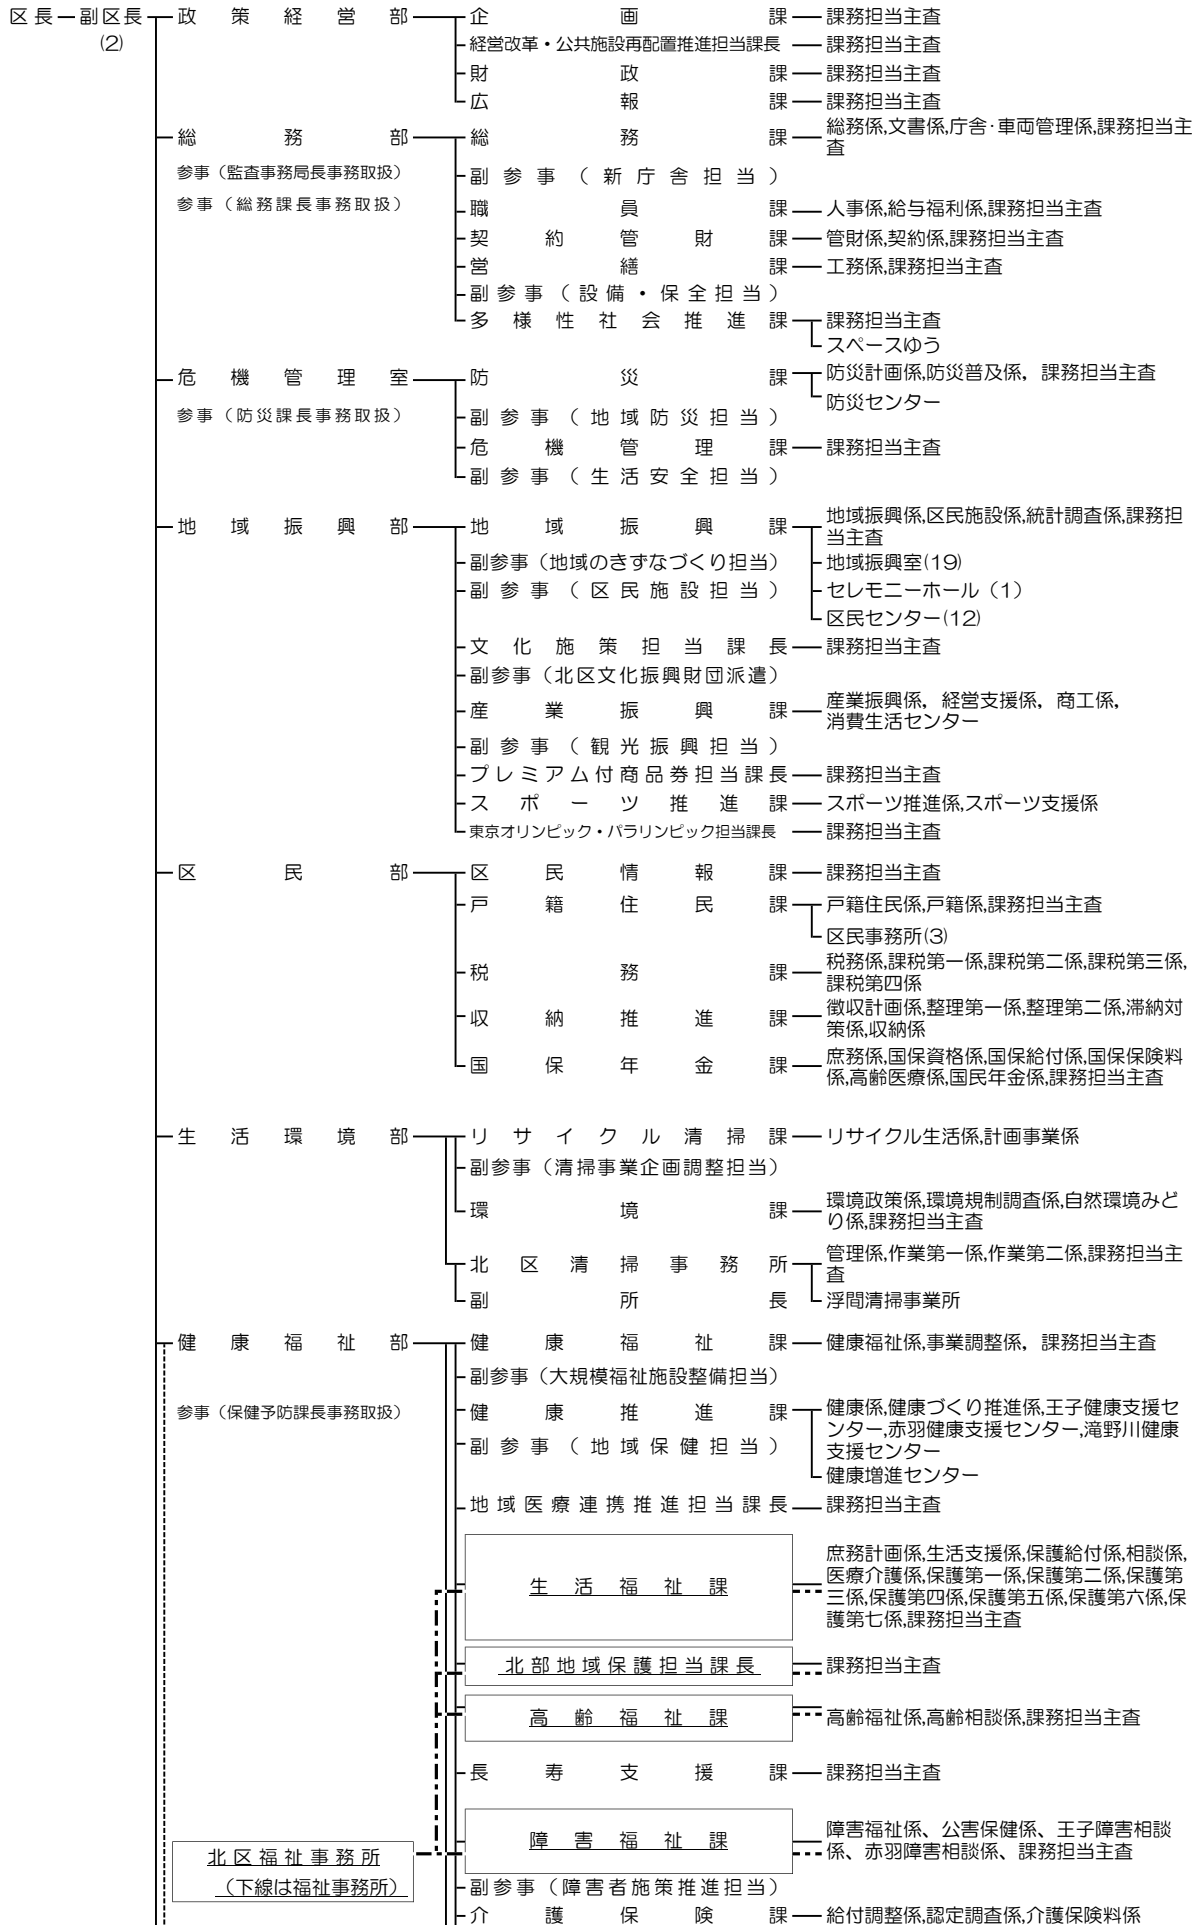 区長 副区長 政策経営部 企画課 課務担当主査
(2) 経営改革・公共施設再配置推進担当課長 課務担当主査
財政課 課務担当主査
広報課 課務担当主査
総務部 総務課 総務係,文書係,庁舎・車両管理係,課務担当主
査
参事（監査事務局長事務取扱） 副参事（新庁舎担当）
参事（総務課長事務取扱） 職員課 人事係,給与福利係,課務担当主査
契約管財課 管財係,契約係,課務担当主査
営繕課 工務係,課務担当主査
副参事（設備・保全担当）
多様性社会推進課 課務担当主査
スペースゆう
危機管理室 防災課 防災計画係,防災普及係，課務担当主査
防災センター
参事（防災課長事務取扱） 副参事（地域防災担当）
危機管理課 課務担当主査
副参事（生活安全担当）
地域振興部 地域振興課 地域振興係,区民施設係,統計調査係,課務担
当主査
副参事（地域のきずなづくり担当） 地域振興室(19)
副参事（区民施設担当） セレモニーホール（1）
区民センター(12)
文化施策担当課長 課務担当主査
副参事（北区文化振興財団派遣）
産業振興課 産業振興係，経営支援係，商工係，
消費生活センター
副参事（観光振興担当）
プレミアム付商品券担当課長 課務担当主査
スポーツ推進課 スポーツ推進係,スポーツ支援係
東京オリンピック・パラリンピック担当課長 課務担当主査
区民部 区民情報課 課務担当主査
戸籍住民課 戸籍住民係,戸籍係,課務担当主査
区民事務所(3)
税務課 税務係,課税第一係,課税第二係,課税第三係,
課税第四係
収納推進課 徴収計画係,整理第一係,整理第二係,滞納対
策係,収納係
国保年金課 庶務係,国保資格係,国保給付係,国保保険料
係,高齢医療係,国民年金係,課務担当主査
生活環境部 リサイクル清掃課 リサイクル生活係,計画事業係
副参事（清掃事業企画調整担当）
環境課 環境政策係,環境規制調査係,自然環境みど
り係,課務担当主査
北区清掃事務所 管理係,作業第一係,作業第二係,課務担当主
査
副所長 浮間清掃事業所
健康福祉部 健康福祉課 健康福祉係,事業調整係，課務担当主査
副参事（大規模福祉施設整備担当）
参事（保健予防課長事務取扱） 健康推進課 健康係,健康づくり推進係,王子健康支援セ
ンター,赤羽健康支援センター,滝野川健康
副参事（地域保健担当） 支援センター
健康増進センター
地域医療連携推進担当課長 課務担当主査
生活福祉課 庶務計画係,生活支援係,保護給付係,相談係,
医療介護係,保護第一係,保護第二係,保護第
三係,保護第四係,保護第五係,保護第六係,保
護第七係,課務担当主査
北部地域保護担当課長 課務担当主査
高齢福祉課 高齢福祉係,高齢相談係,課務担当主査
長寿支援課 課務担当主査
障害福祉課 障害福祉係、公害保健係、王子障害相談
係、赤羽障害相談係、課務担当主査
北区福祉事務所
（下線は福祉事務所）
副参事（障害者施策推進担当）
介護保険課 給付調整係,認定調査係,介護保険料係